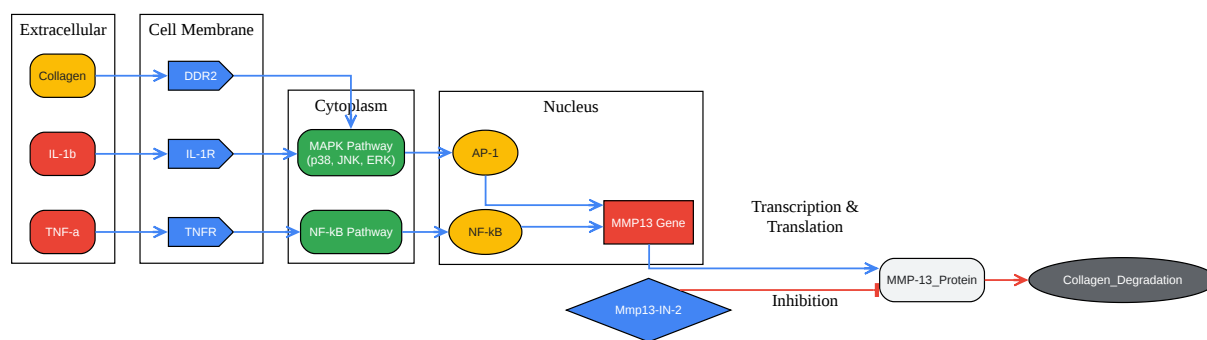 Extracellular
Cell Membrane
Collagen
DDR2
Cytoplasm
Nucleus
IL-1b
IL-1R
MAPK Pathway
(p38, JNK, ERK)
AP-1
TNF-a
TNFR
NF-kB Pathway
NF-kB
MMP13 Gene
Transcription &
Translation
MMP-13_Protein
Collagen_Degradation
Mmp13-IN-2
Inhibition